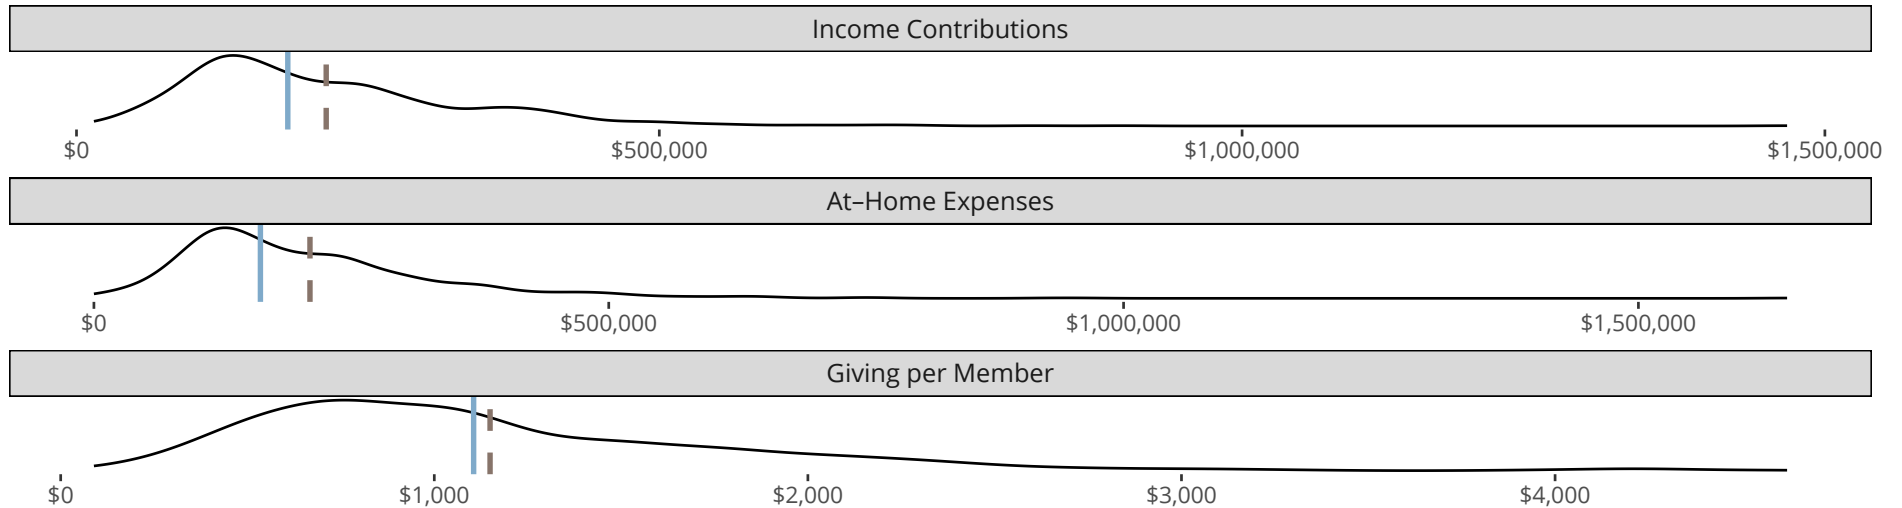 Income Contributions
$0 $500,000 $1,000,000 $1,500,000
At–Home Expenses
$0 $500,000 $1,000,000 $1,500,000
Giving per Member
$0 $1,000 $2,000 $3,000 $4,000